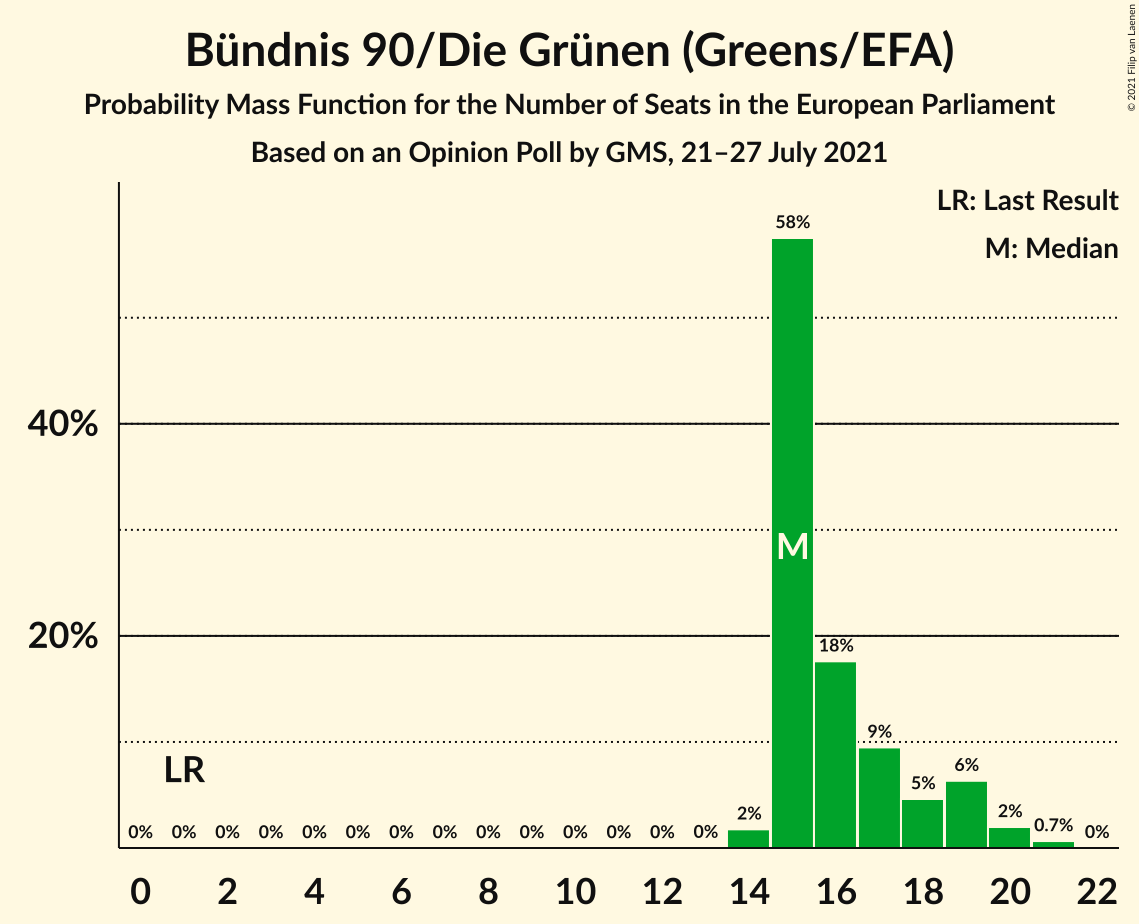 Bündnis 90/Die Grünen (Greens/EFA)
Probability Mass Function for the Number of Seats in the European Parliament
Based on an Opinion Poll by GMS, 21–27 July 2021
© 2021 Filip van Laenen
LR: Last Result
M: Median
58%
40%
M
20%
18%
9%
LR
6%
5%
2%
2%
0.7%
0% 0% 0% 0% 0% 0% 0% 0% 0% 0% 0% 0% 0% 0% 0%
0 2 4 6 8 10 12 14 16 18 20 22